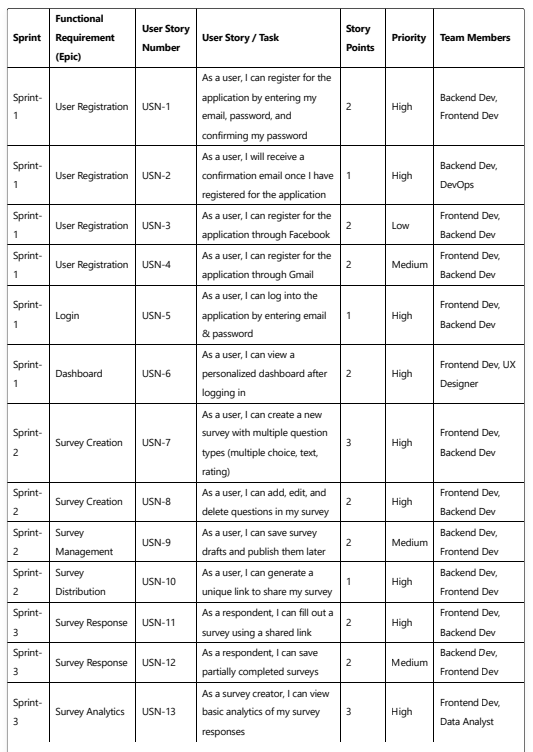 Sprint
Functional
Requirement
(Epic)
User Story
Number
User Story / Task
Story
Points
Priority
Team Members
Sprint-
1
User Registration
USN-1
As a user, I can register for the
application by entering my
email, password, and
confirming my password
2
High
Backend Dev,
Frontend Dev
Sprint-
1
User Registration
USN-2
As a user, I will receive a
confirmation email once I have
registered for the application
1
High
Backend Dev,
DevOps
Sprint-
1
User Registration
USN-3
As a user, I can register for the
application through Facebook
2
Low
Frontend Dev,
Backend Dev
Sprint-
1
User Registration
USN-4
As a user, I can register for the
application through Gmail
2
Medium
Frontend Dev,
Backend Dev
Sprint-
1
Login
USN-5
As a user, I can log into the
application by entering email
& password
1
High
Frontend Dev,
Backend Dev
Sprint-
1
Dashboard
USN-6
As a user, I can view a
personalized dashboard after
logging in
2
High
Frontend Dev, UX
Designer
Sprint-
2
Survey Creation
USN-7
As a user, I can create a new
survey with multiple question
types (multiple choice, text,
rating)
3
High
Frontend Dev,
Backend Dev
Sprint-
2
Survey Creation
USN-8
As a user, I can add, edit, and
delete questions in my survey
2
High
Frontend Dev,
Backend Dev
Sprint-
2
Survey
Management
USN-9
As a user, I can save survey
drafts and publish them later
2
Medium
Backend Dev,
Frontend Dev
Sprint-
2
Survey
Distribution
USN-10
As a user, I can generate a
unique link to share my survey
1
High
Backend Dev,
Frontend Dev
Sprint-
3
Survey Response
USN-11
As a respondent, I can fill out a
survey using a shared link
2
High
Frontend Dev,
Backend Dev
Sprint-
3
Survey Response
USN-12
As a respondent, I can save
partially completed surveys
2
Medium
Backend Dev,
Frontend Dev
Sprint-
3
Survey Analytics
USN-13
As a survey creator, I can view
basic analytics of my survey
responses
3
High
Frontend Dev,
Data Analyst